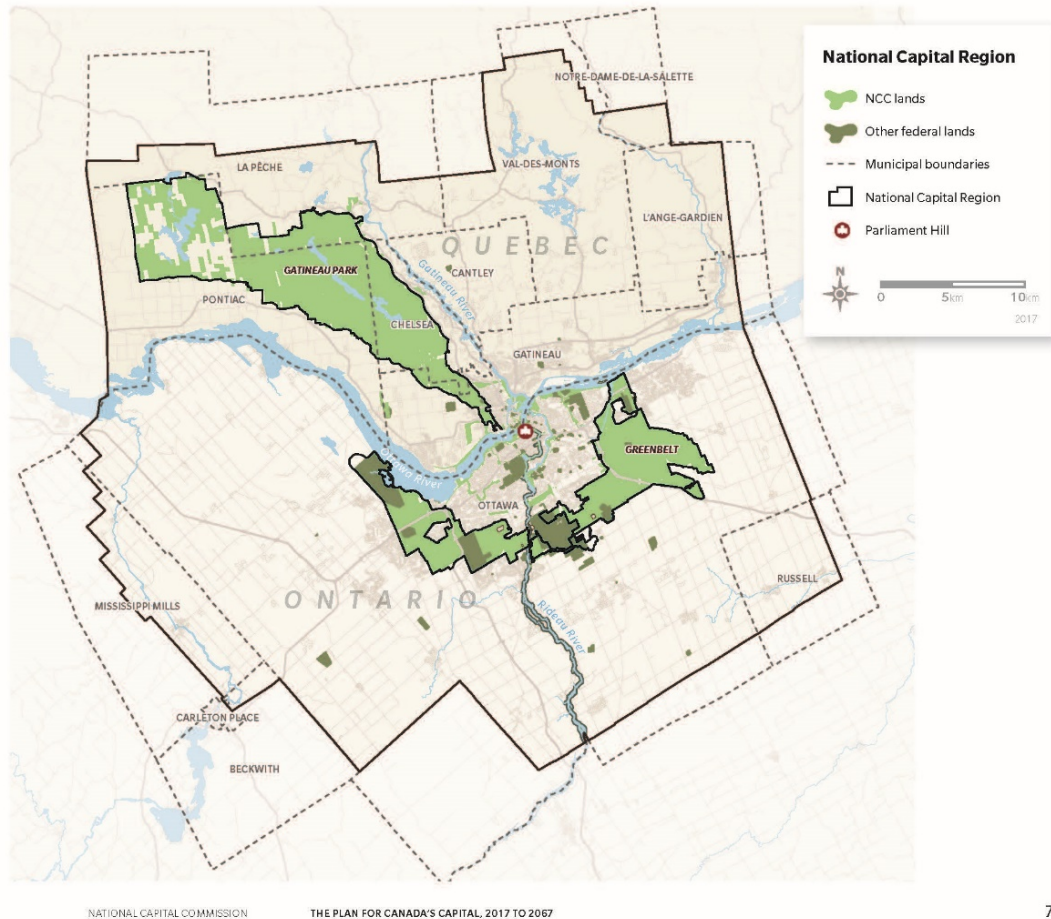 NOTRE-DAME-DE-LA-SALETTE
LA PÊCHE
VAL-DES-MONTS
L'ANGE-GARDIEN
QUEBEC
GATINEAU PARK
Gatineau River
CANTLEY
PONTIAC
CHELSEA
GATINEAU
GREENBELT
Ottawa River
OTTAWA
ONTARIO
RUSSELL
MISSISSIPPI MILLS
Rideau River
CARLETON PLACE
BECKWITH
National Capital Region
NCC lands
Other federal lands
Municipal boundaries
National Capital Region
Parliament Hill
N
0 5km 10km
2017
NATIONAL CAPITAL COMMISSION THE PLAN FOR CANADA'S CAPITAL, 2017 TO 2067 7